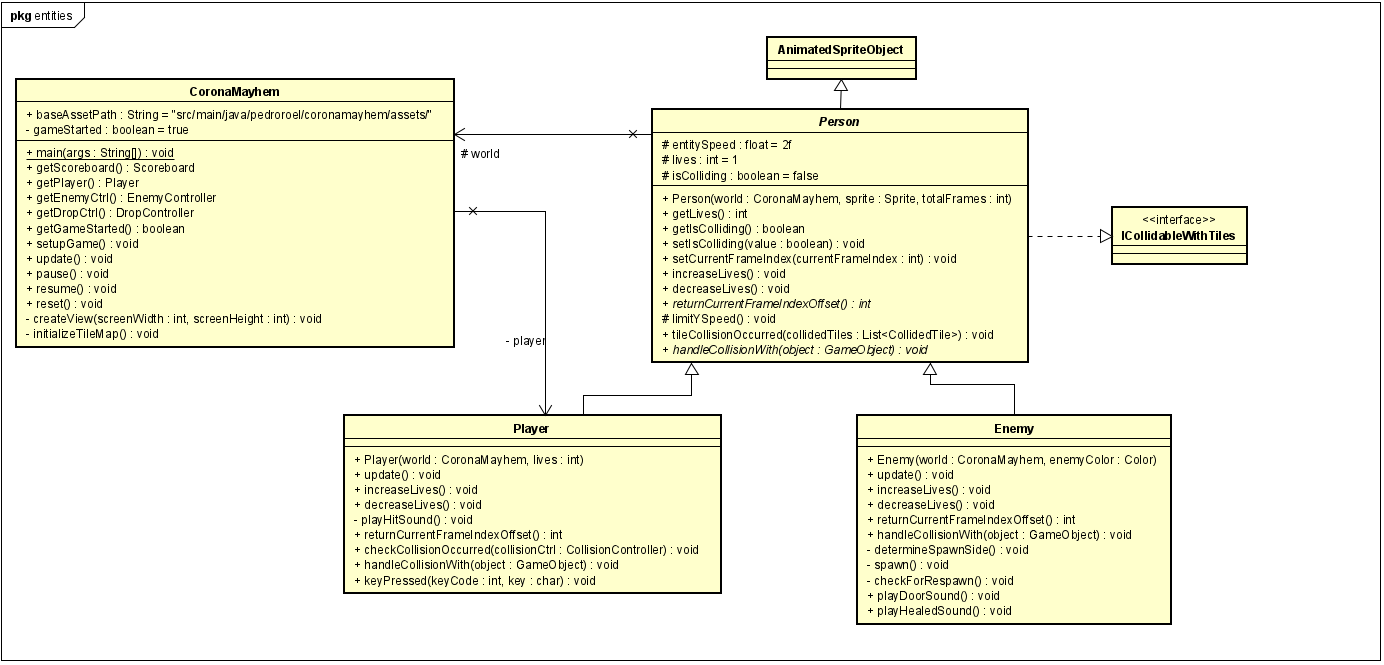 pkg entities
AnimatedSpriteObject
CoronaMayhem
+ baseAssetPath : String = "src/main/java/pedroroel/coronamayhem/assets/"
- gameStarted : boolean = true
+ main(args : String[]) : void
+ getScoreboard() : Scoreboard
+ getPlayer() : Player
+ getEnemyCtrl() : EnemyController
+ getDropCtrl() : DropController
+ getGameStarted() : boolean
+ setupGame() : void
+ update() : void
+ pause() : void
+ resume() : void
+ reset() : void
- createView(screenWidth : int, screenHeight : int) : void
- initializeTileMap() : void
# world
- player
Person
# entitySpeed : float = 2f
# lives : int = 1
# isColliding : boolean = false
+ Person(world : CoronaMayhem, sprite : Sprite, totalFrames : int)
+ getLives() : int
+ getIsColliding() : boolean
+ setIsColliding(value : boolean) : void
+ setCurrentFrameIndex(currentFrameIndex : int) : void
+ increaseLives() : void
+ decreaseLives() : void
+ returnCurrentFrameIndexOffset() : int
# limitYSpeed() : void
+ tileCollisionOccurred(collidedTiles : List<CollidedTile>) : void
+ handleCollisionWith(object : GameObject) : void
<<interface>>
ICollidableWithTiles
Player
+ Player(world : CoronaMayhem, lives : int)
+ update() : void
+ increaseLives() : void
+ decreaseLives() : void
- playHitSound() : void
+ returnCurrentFrameIndexOffset() : int
+ checkCollisionOccurred(collisionCtrl : CollisionController) : void
+ handleCollisionWith(object : GameObject) : void
+ keyPressed(keyCode : int, key : char) : void
Enemy
+ Enemy(world : CoronaMayhem, enemyColor : Color)
+ update() : void
+ increaseLives() : void
+ decreaseLives() : void
+ returnCurrentFrameIndexOffset() : int
+ handleCollisionWith(object : GameObject) : void
- determineSpawnSide() : void
- spawn() : void
- checkForRespawn() : void
+ playDoorSound() : void
+ playHealedSound() : void